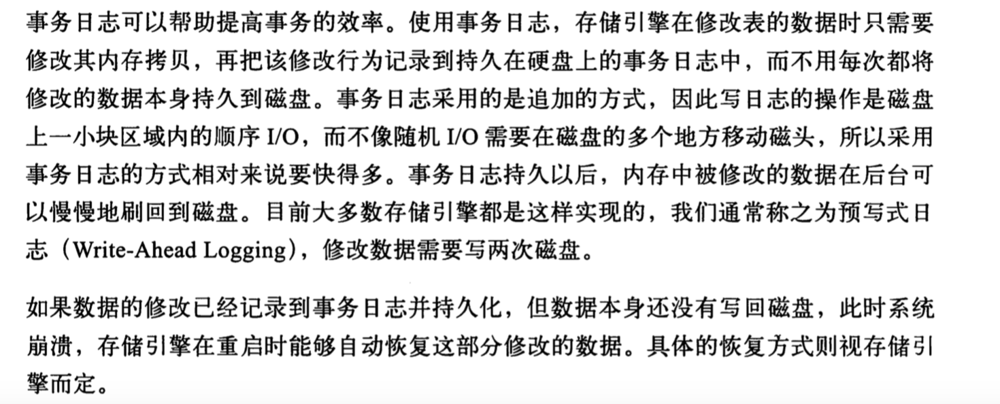 事务日志可以帮助提高事务的效率。使用事务日志，存储引擎在修改表的数据时只需要
修改其内存拷贝，再把该修改行为记录到持久在硬盘上的事务日志中，而不用每次都将
修改的数据本身持久到磁盘。事务日志采用的是追加的方式，因此写日志的操作是磁盘
上一小块区域内的顺序 I/O，而不像随机 I/O 需要在磁盘的多个地方移动磁头，所以采用
事务日志的方式相对来说要快得多。事务日志持久以后，内存中被修改的数据在后台可
以慢慢地刷回到磁盘。目前大多数存储引擎都是这样实现的，我们通常称之为预写式日
志（Write-Ahead Logging），修改数据需要写两次磁盘。
如果数据的修改已经记录到事务日志并持久化，但数据本身还没有写回磁盘，此时系统
崩溃，存储引擎在重启时能够自动恢复这部分修改的数据。具体的恢复方式则视存储引
擎而定。